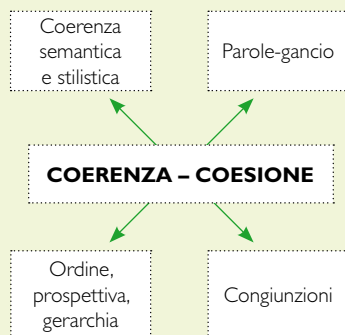 Coerenza
semantica
e stilistica
Parole-gancio
COERENZA – COESIONE
Ordine,
prospettiva,
gerarchia
Congiunzioni